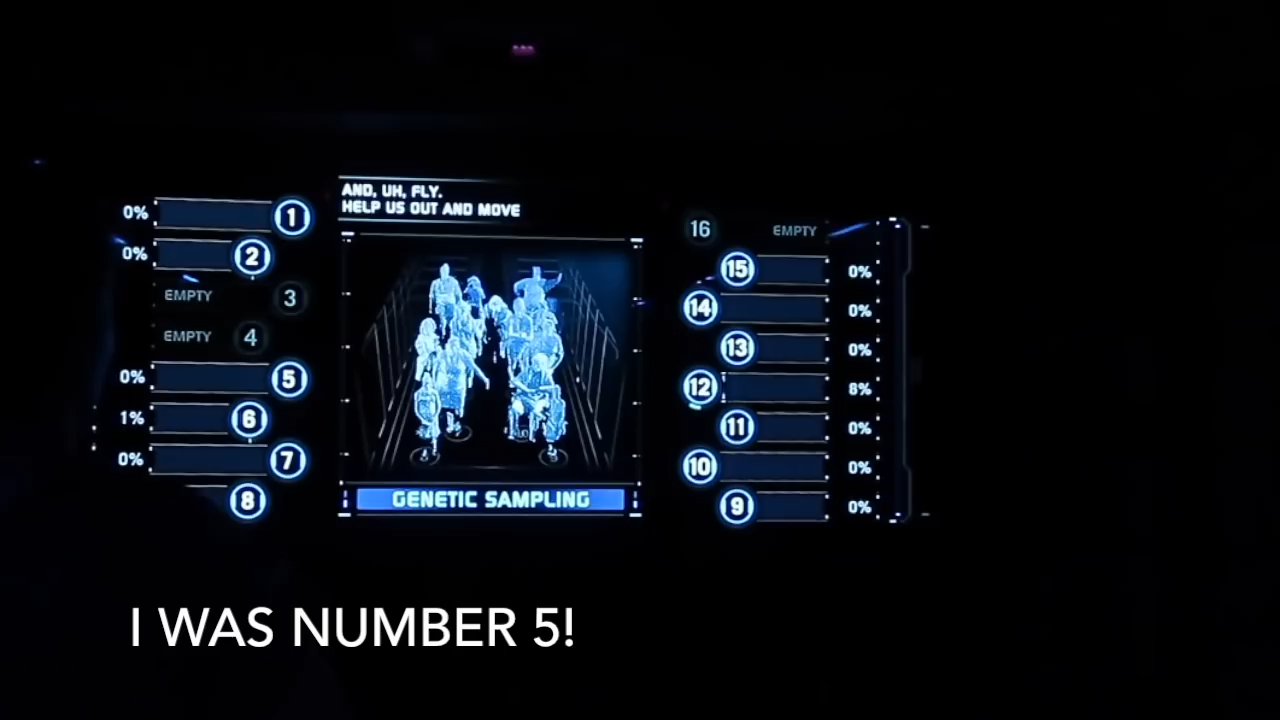 AND, UH, FLY.
HELP US OUT AND MOVE
0% 1
0% 2
EMPTY 3
EMPTY 4
0% 5
1% 6
0% 7
8
GENETIC SAMPLING
16 EMPTY
15 0%
14 0%
13 0%
12 8%
11 0%
10 0%
9 0%
I WAS NUMBER 5!